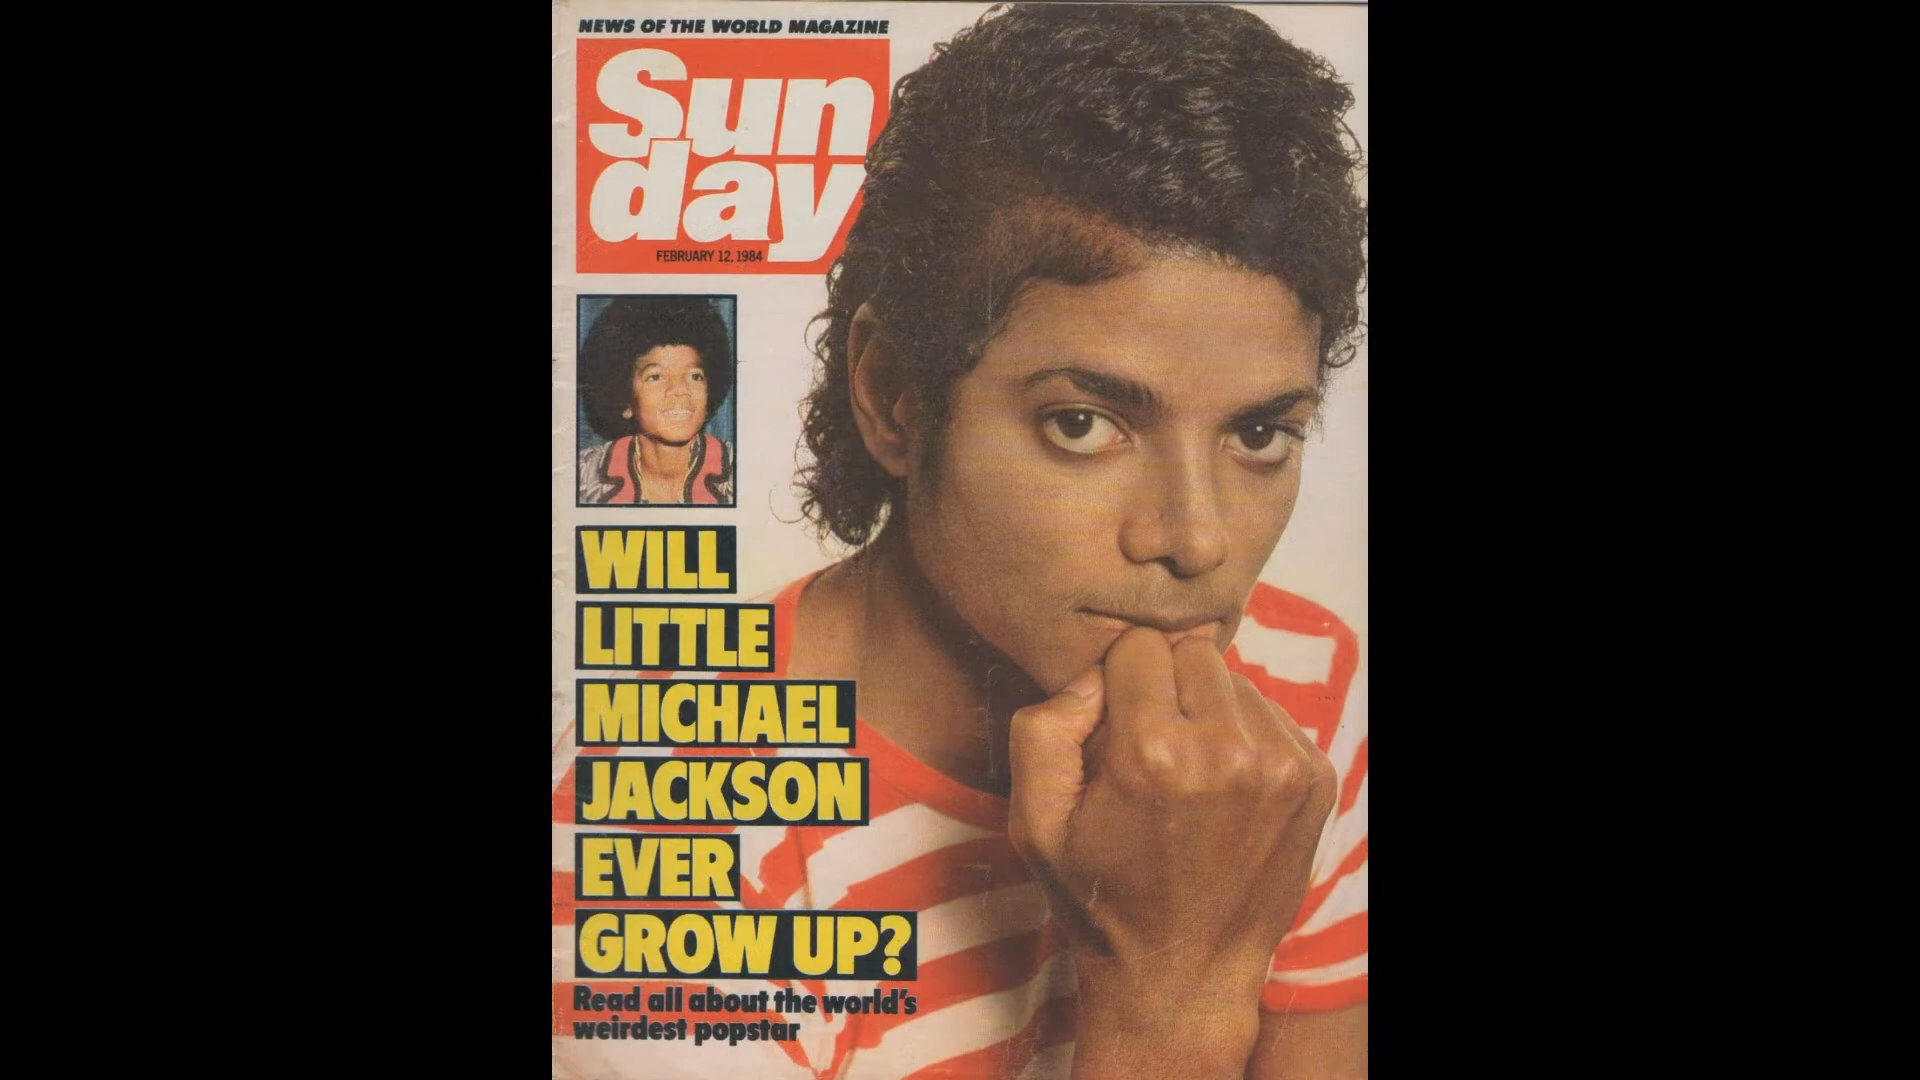 NEWS OF THE WORLD MAGAZINE
Sun
day
FEBRUARY 12, 1984
WILL
LITTLE
MICHAEL
JACKSON
EVER
GROW UP?
Read all about the world's
weirdest popstar